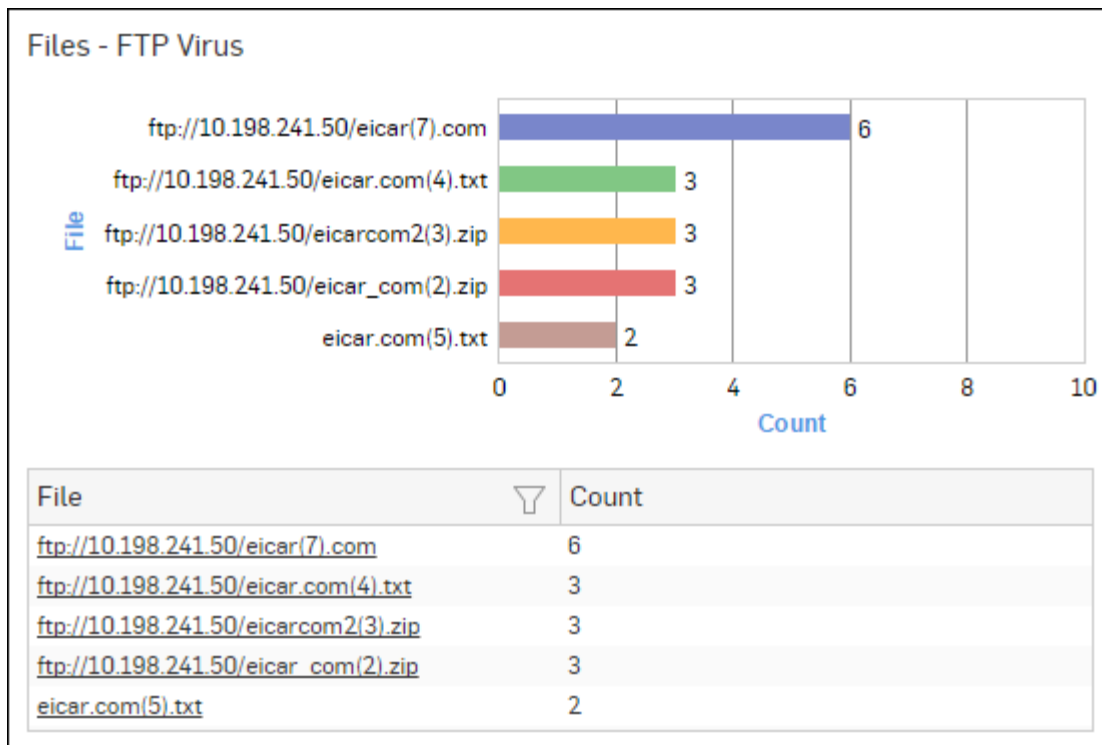 Files - FTP Virus
ftp://10.198.241.50/eicar(7).com 6
ftp://10.198.241.50/eicar.com(4).txt 3
File
ftp://10.198.241.50/eicarcom2(3).zip 3
ftp://10.198.241.50/eicar_com(2).zip 3
eicar.com(5).txt 2
0 2 4 6 8 10
Count
File Count
ftp://10.198.241.50/eicar(7).com 6
ftp://10.198.241.50/eicar.com(4).txt 3
ftp://10.198.241.50/eicarcom2(3).zip 3
ftp://10.198.241.50/eicar_com(2).zip 3
eicar.com(5).txt 2